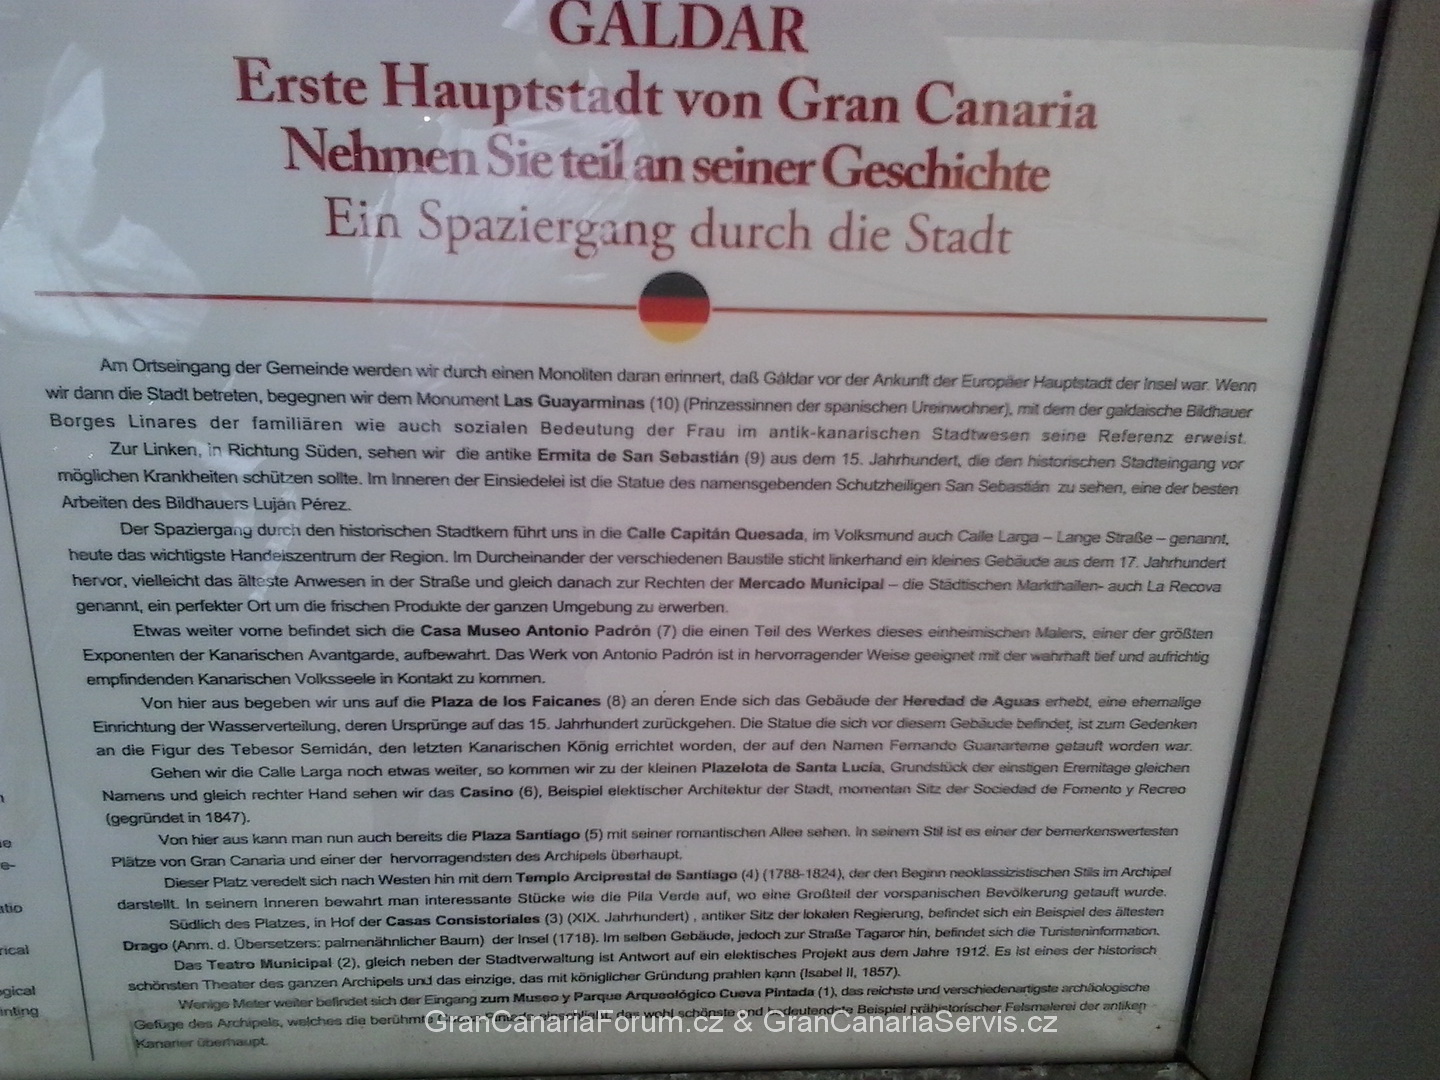 GÁLDAR
Erste Hauptstadt von Gran Canaria
Nehmen Sie teil an seiner Geschichte
Ein Spaziergang durch die Stadt
Am Ortseingang der Gemeinde werden wir durch einen Monoliten daran erinnert, daß Gáldar vor der Ankunft der Europäer Hauptstadt der Insel war. Wenn
wir dann die Stadt betreten, begegnen wir dem Monument Las Guayarminas (10) (Prinzessinnen der spanischen Ureinwohner), mit dem der galdaische Bildhauer
Borges Linares der familiären wie auch sozialen Bedeutung der Frau im antik-kanarischen Stadtwesen seine Referenz erweist.
Zur Linken, in Richtung Süden, sehen wir die antike Ermita de San Sebastián (9) aus dem 15. Jahrhundert, die den historischen Stadteingang vor
möglichen Krankheiten schützen sollte. Im Inneren der Einsiedelei ist die Statue des namensgebenden Schutzheiligen San Sebastián zu sehen, eine der besten
Arbeiten des Bildhauers Luján Pérez.
Der Spaziergang durch den historischen Stadtkern führt uns in die Calle Capitán Quesada, im Volksmund auch Calle Larga – Lange Straße – genannt,
heute das wichtigste Handelszentrum der Region. Im Durcheinander der verschiedenen Baustile sticht linkerhand ein kleines Gebäude aus dem 17. Jahrhundert
hervor, vielleicht das älteste Anwesen in der Straße und gleich danach zur Rechten der Mercado Municipal – die Städtischen Markthallen- auch La Recova
genannt, ein perfekter Ort um die frischen Produkte der ganzen Umgebung zu erwerben.
Etwas weiter vorne befindet sich die Casa Museo Antonio Padrón (7) die einen Teil des Werkes dieses einheimischen Malers, einer der größten
Exponenten der Kanarischen Avantgarde, aufbewahrt. Das Werk von Antonio Padrón ist in hervorragender Weise geeignet mit der wahrhaft tief und aufrichtig
empfindenden Kanarischen Volksseele in Kontakt zu kommen.
Von hier aus begeben wir uns auf die Plaza de los Faicanes (8) an deren Ende sich das Gebäude der Heredad de Aguas erhebt, eine ehemalige
Einrichtung der Wasserverteilung, deren Ursprünge auf das 15. Jahrhundert zurückgehen. Die Statue die sich vor diesem Gebäude befindet, ist zum Gedenken
an die Figur des Tebesor Semidán, den letzten Kanarischen König errichtet worden, der auf den Namen Fernando Guanarteme getauft worden war.
Gehen wir die Calle Larga noch etwas weiter, so kommen wir zu der kleinen Plazelota de Santa Lucía, Grundstück der einstigen Eremitage gleichen
Namens und gleich rechter Hand sehen wir das Casino (6), Beispiel elektischer Architektur der Stadt, momentan Sitz der Sociedad de Fomento y Recreo
(gegründet in 1847).
Von hier aus kann man nun auch bereits die Plaza Santiago (5) mit seiner romantischen Allee sehen. In seinem Stil ist es einer der bemerkenswertesten
Plätze von Gran Canaria und einer der hervorragendsten des Archipels überhaupt.
Dieser Platz veredelt sich nach Westen hin mit dem Templo Arciprestal de Santiago (4) (1788-1824), der den Beginn neoklassizistischen Stils im Archipel
darstellt. In seinem Inneren bewahrt man interessante Stücke wie die Pila Verde auf, wo eine Großteil der vorspanischen Bevölkerung getauft wurde.
Südlich des Platzes, in Hof der Casas Consistoriales (3) (XIX. Jahrhundert) , antiker Sitz der lokalen Regierung, befindet sich ein Beispiel des ältesten
Drago (Anm. d. Übersetzers: palmenähnlicher Baum) der Insel (1718). Im selben Gebäude, jedoch zur Straße Tagaror hin, befindet sich die Turisteninformation.
Das Teatro Municipal (2), gleich neben der Stadtverwaltung ist Antwort auf ein elektisches Projekt aus dem Jahre 1912. Es ist eines der historisch
schönsten Theater des ganzen Archipels und das einzige, das mit königlicher Gründung prahlen kann (Isabel II, 1857).
Wenige Meter weiter befindet sich der Eingang zum Museo y Parque Arqueológico Cueva Pintada (1), das reichste und verschiedenartigste archäologische
Gefüge des Archipels, welches die das wohl schönste und bedeutendste Beispiel prähistorischer Felsmalerei der antiken
Kanarier überhaupt.
GranCanariaForum.cz & GranCanariaServis.cz